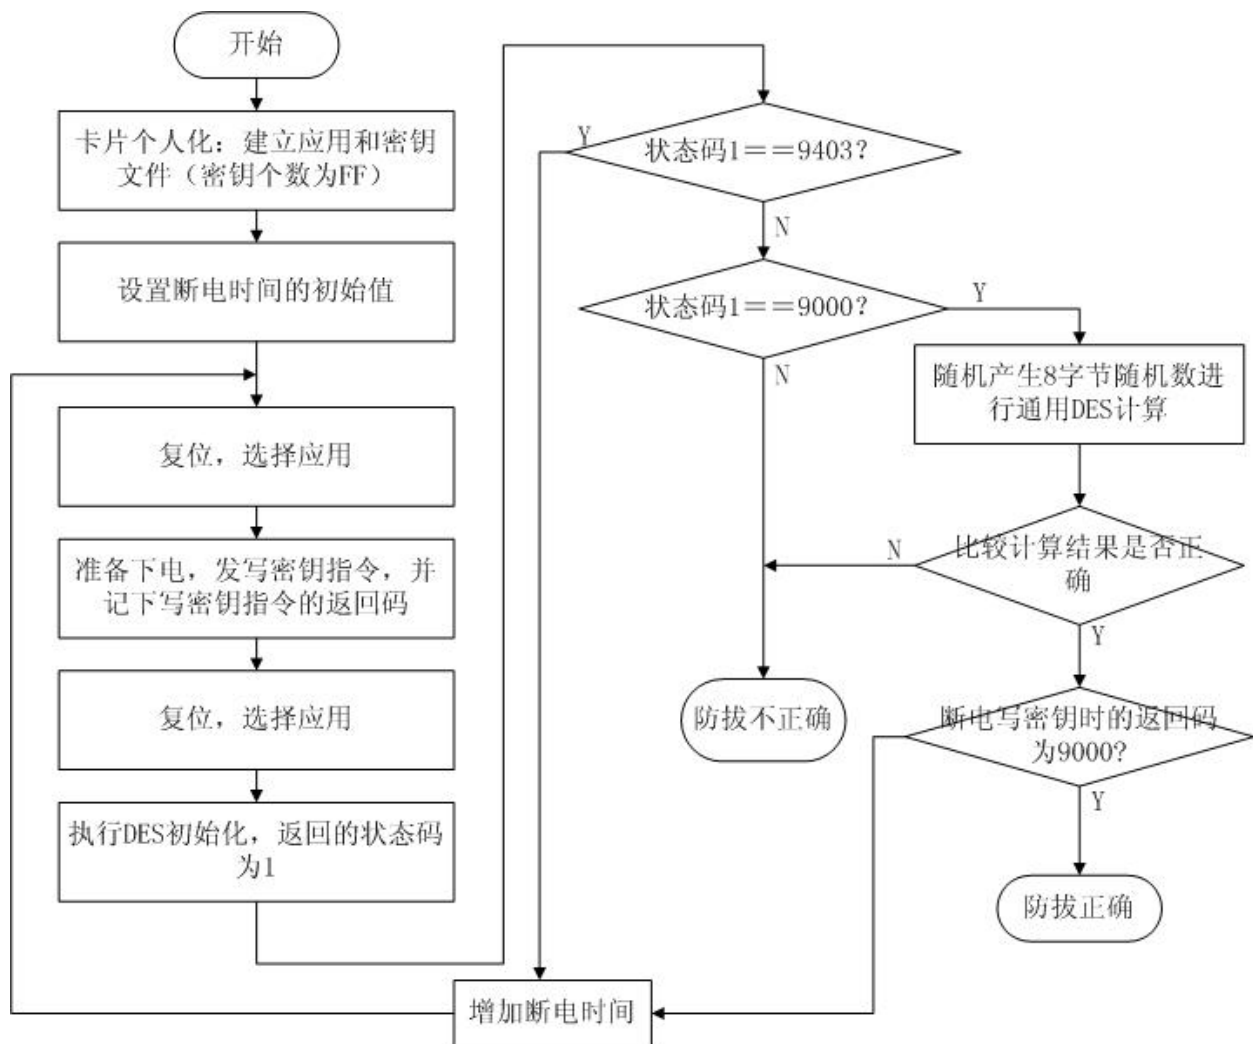 开始
卡片个人化：建立应用和密钥
文件（密钥个数为FF）
设置断电时间的初始值
复位，选择应用
准备下电，发写密钥指令，并
记下写密钥指令的返回码
复位，选择应用
执行DES初始化，返回的状态码
为1
Y
状态码1==9403?
N
状态码1==9000?
Y
N
随机产生8字节随机数进
行通用DES计算
N
比较计算结果是否正
确
Y
防拔不正确
断电写密钥时的返回码
为9000?
Y
防拔正确
增加断电时间